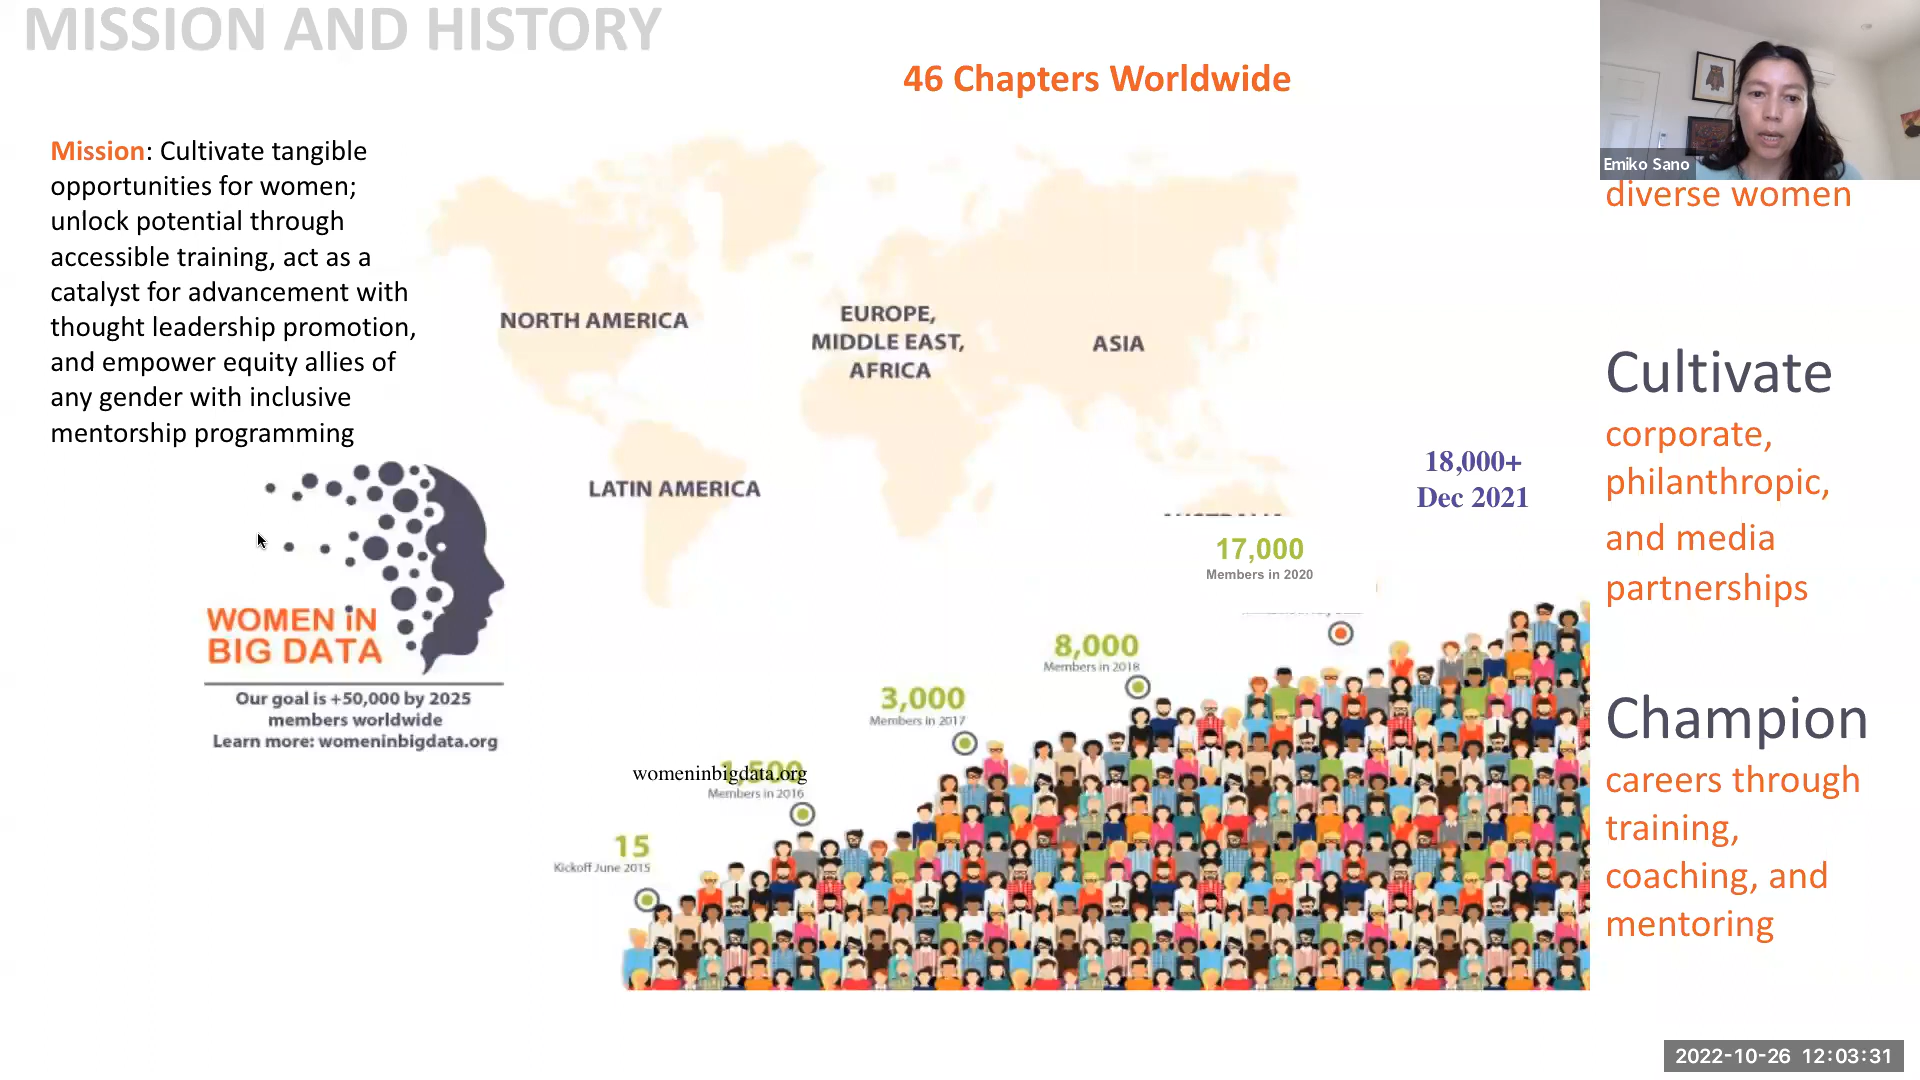 MISSION AND HISTORY
46 Chapters Worldwide
Mission: Cultivate tangible
opportunities for women;
unlock potential through
accessible training, act as a
catalyst for advancement with
thought leadership promotion,
and empower equity allies of
any gender with inclusive
mentorship programming
NORTH AMERICA
EUROPE,
MIDDLE EAST,
AFRICA
ASIA
LATIN AMERICA
WOMEN iN
BIG DATA
Our goal is +50,000 by 2025
members worldwide
Learn more: womeninbigdata.org
18,000+
Dec 2021
17,000
Members in 2020
8,000
Members in 2018
3,000
Members in 2017
1,500
womeninbigdata.org
Members in 2016
15
Kickoff June 2015
Emiko Sano
diverse women
Cultivate
corporate,
philanthropic,
and media
partnerships
Champion
careers through
training,
coaching, and
mentoring
2022-10-26 12:03:31